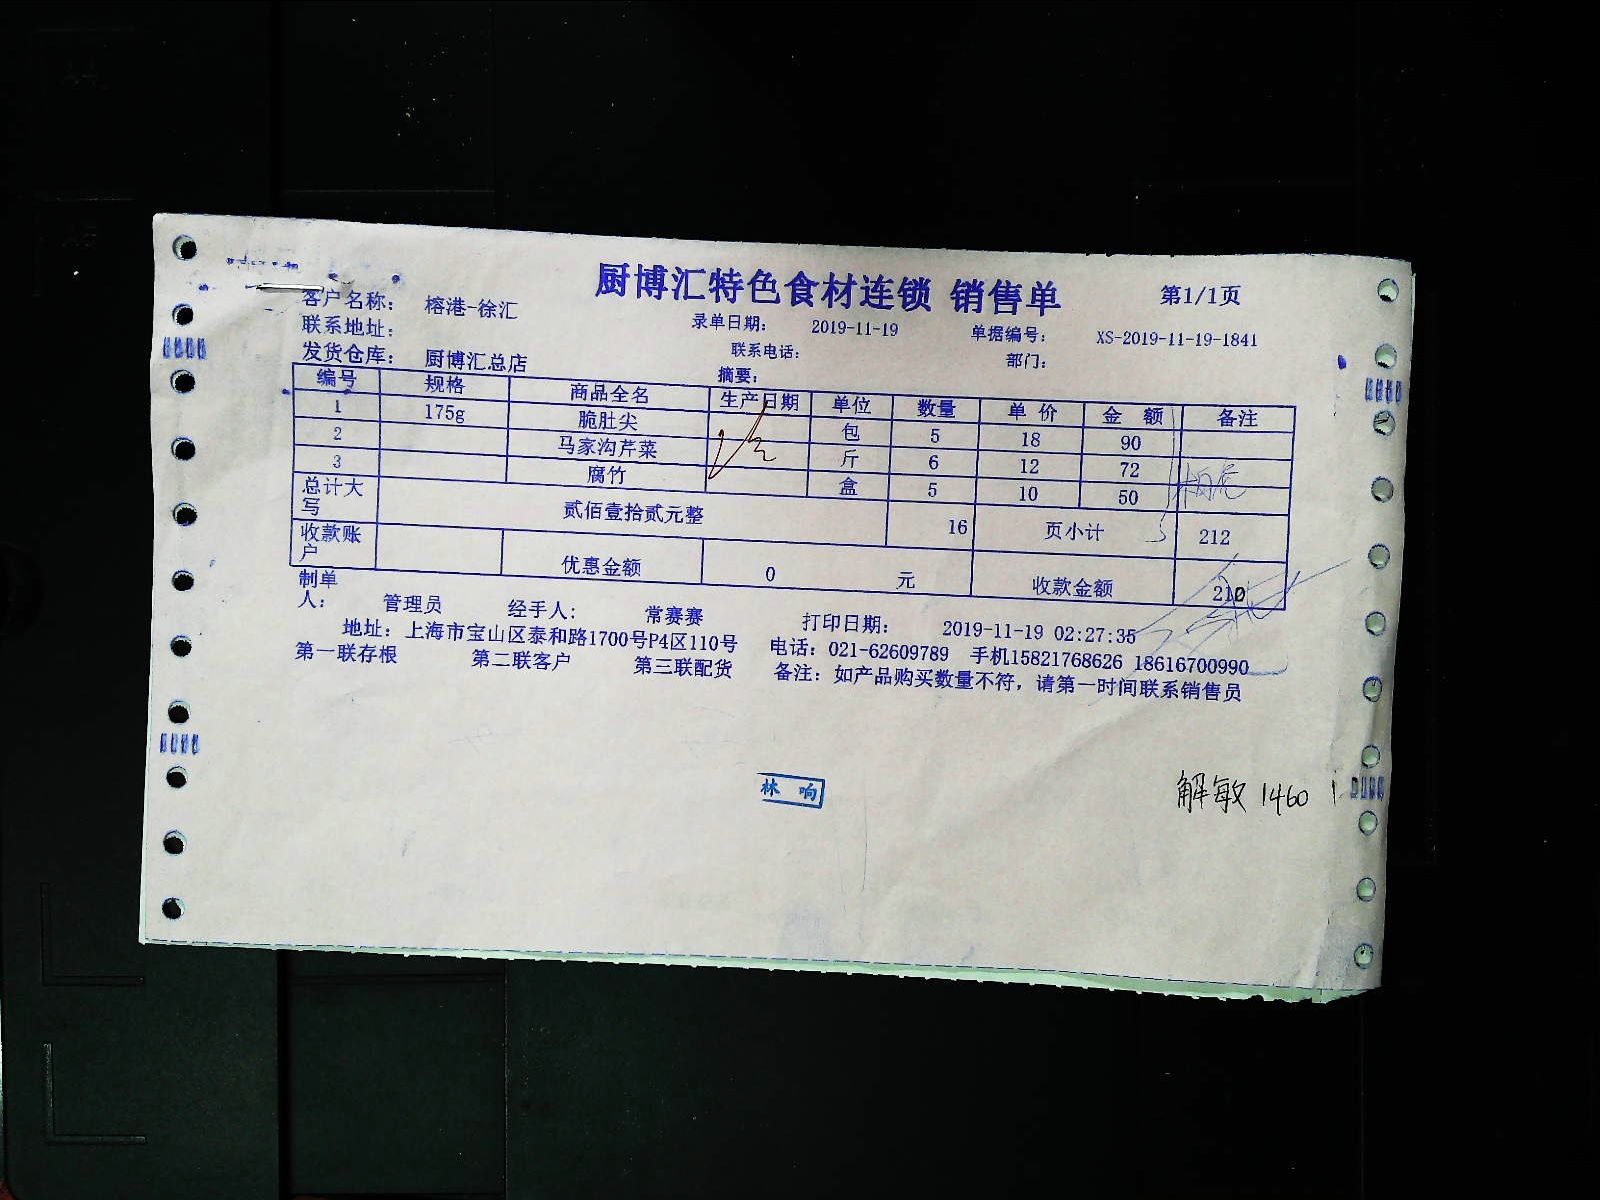 厨博汇特色食材连锁 销售单 第1/1页
客户名称： 榕港-徐汇 录单日期： 2019-11-19 单据编号： XS-2019-11-19-1841
联系地址： 联系电话： 部门：
发货仓库： 厨博汇总店 摘要：
编号 规格 商品全名 生产日期 单位 数量 单价 金额 备注
1 175g 脆肚尖 包 5 18 90
2 马家沟芹菜 斤 6 12 72
3 腐竹 盒 5 10 50
总计大写 贰佰壹拾贰元整 16 页小计 212
收款账户 优惠金额 0 元 收款金额 210
制单人： 管理员 经手人： 常赛赛 打印日期： 2019-11-19 02:27:35
地址：上海市宝山区泰和路1700号P4区110号 电话：021-62609789 手机15821768626 18616700990
第一联存根 第二联客户 第三联配货 备注：如产品购买数量不符，请第一时间联系销售员
林 响
解敏 1460